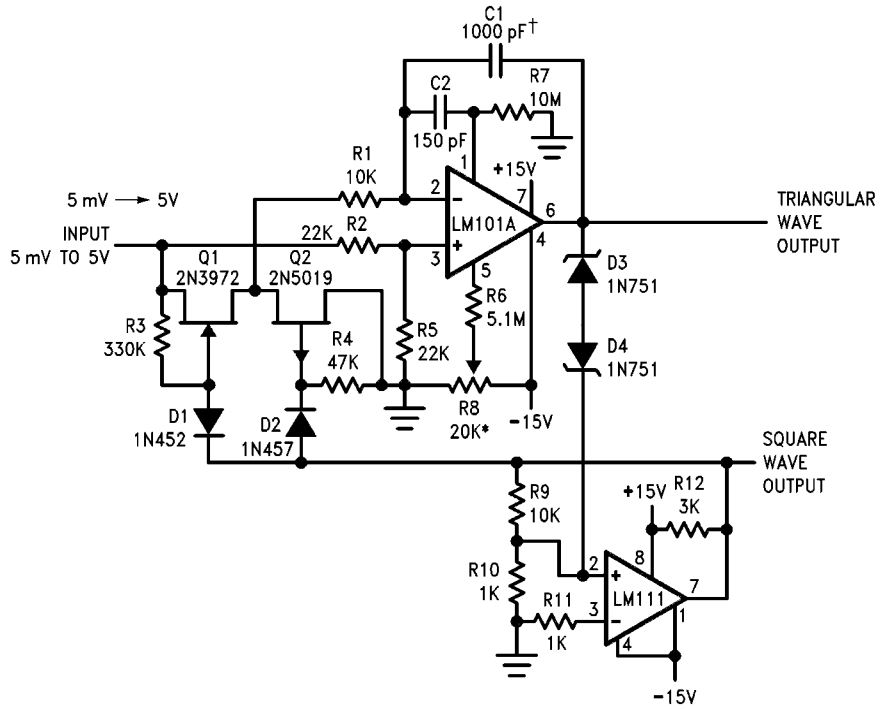 C1
1000 pF†
C2
150 pF
R7
10M
R1
10K
5 mV → 5V
INPUT
5 mV TO 5V
R2
22K
1
2
−
LM101A
+
3
+15V
7
6
4
5
TRIANGULAR
WAVE
OUTPUT
Q1
2N3972
Q2
2N5019
R3
330K
R4
47K
R5
22K
R6
5.1M
R8
20K*
−15V
D3
1N751
D4
1N751
D1
1N452
D2
1N457
SQUARE
WAVE
OUTPUT
R9
10K
R10
1K
R11
1K
+15V
R12
3K
2
+
8
LM111
7
3
−
4
1
−15V